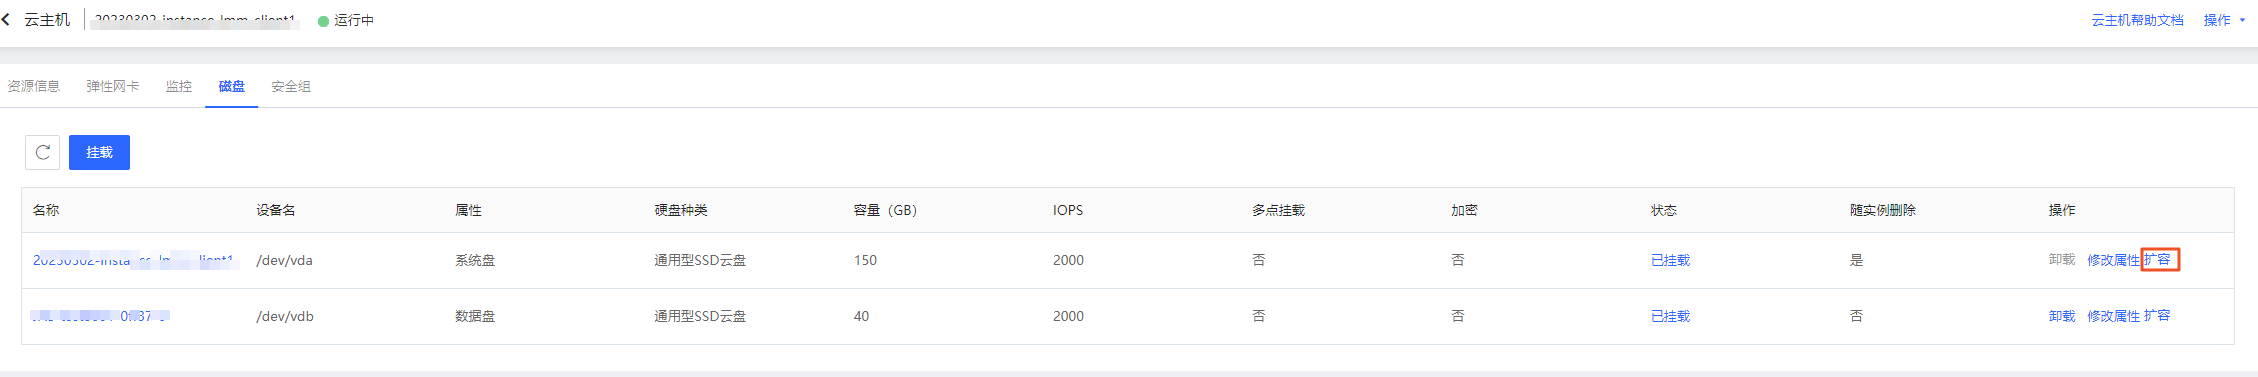 云主机 运行中 云主机帮助文档 操作
资源信息 弹性网卡 监控 磁盘 安全组
挂载
名称 设备名 属性 硬盘种类 容量（GB） IOPS 多点挂载 加密 状态 随实例删除 操作
/dev/vda 系统盘 通用型SSD云盘 150 2000 否 否 已挂载 是 卸载 修改属性 扩容
/dev/vdb 数据盘 通用型SSD云盘 40 2000 否 否 已挂载 否 卸载 修改属性 扩容